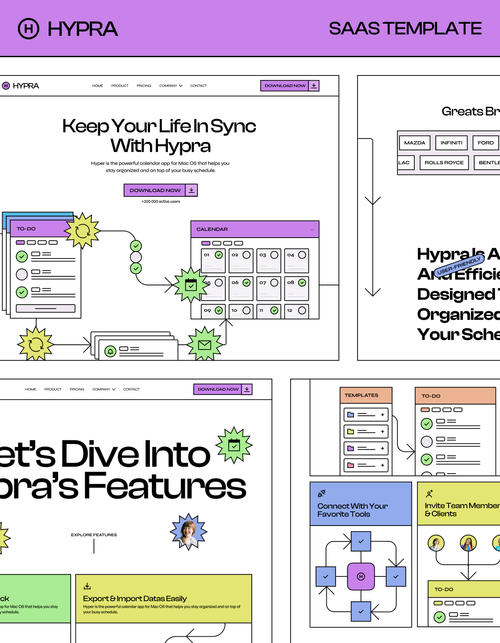 HYPRA
SAAS TEMPLATE
HYPRA
HOME PRODUCT PRICING COMPANY CONTACT
DOWNLOAD NOW
Keep Your Life In Sync
With Hypra
Hyper is the powerful calendar app for Mac OS that helps you
stay organized and on top of your busy schedule.
DOWNLOAD NOW
+200 000 active users
TO-DO
CALENDAR
01 02 03 04
05 06 07 08
09 10 11 12
Greats Br
MAZDA INFINITI FORD
LAC ROLLS ROYCE BENTLE
Hypra Is A
And Efficie
USER-FRIENDLY
Designed T
Organized
Your Sche
HOME PRODUCT PRICING COMPANY CONTACT
DOWNLOAD NOW
et's Dive Into
pra's Features
EXPLORE FEATURES
ck
app for Mac OS that helps you stay
y schedule.
Export & Import Datas Easily
Hyper is the powerful calendar app for Mac OS that helps you stay organized and on top of
your busy schedule.
TEMPLATES
TO-DO
Connect With Your
Favorite Tools
Invite Team Member
& Clients
TO-DO